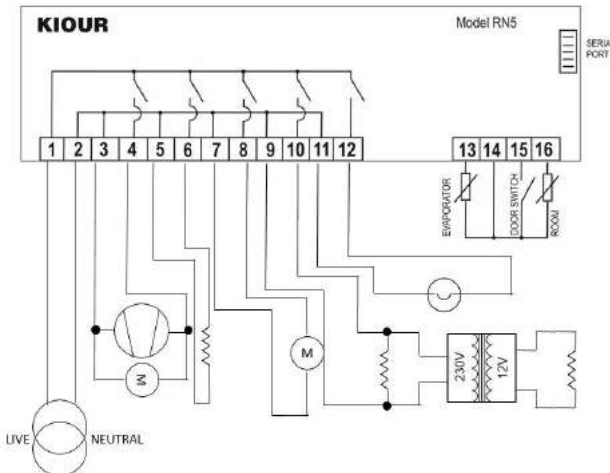 KIOUR
Model RN5
SERIA
PORT
1 2 3 4 5 6 7 8 9 10 11 12
13 14 15 16
EVAPORATOR
DOOR SWITCH
ROOM
M
M
230V
12V
LIVE
NEUTRAL